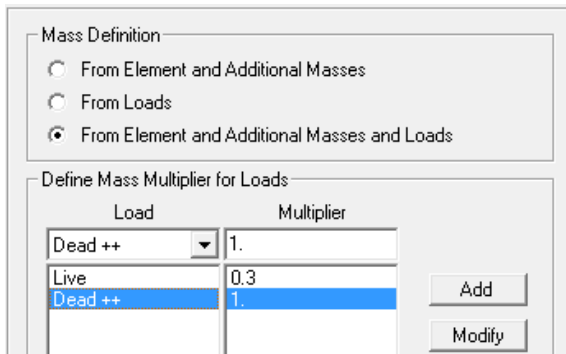 Mass Definition
From Element and Additional Masses
From Loads
From Element and Additional Masses and Loads
Define Mass Multiplier for Loads
Load Multiplier
Dead ++ 1.
Live 0.3
Dead ++ 1.
Add
Modify